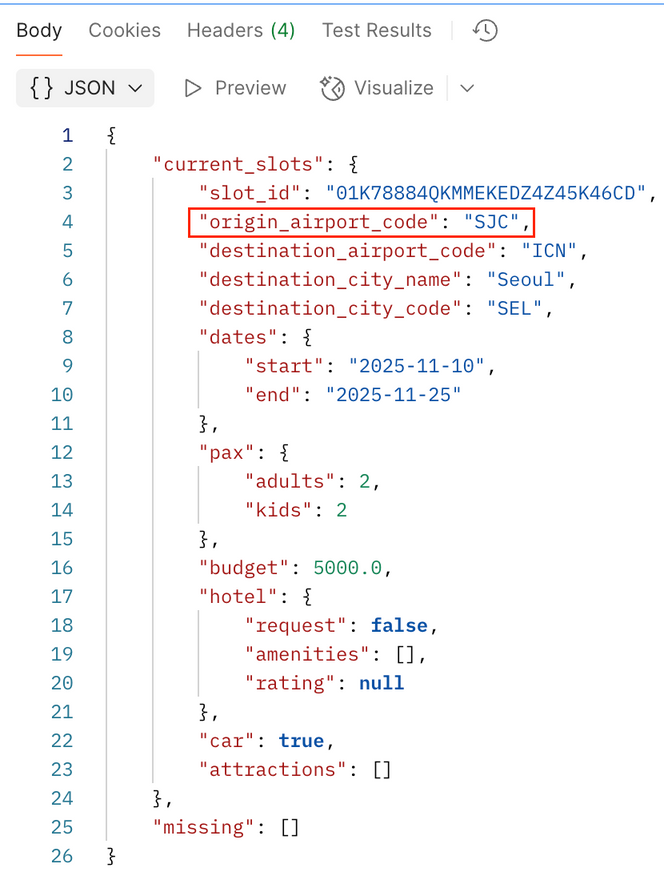 Body Cookies Headers (4) Test Results
{} JSON Preview Visualize
1 {
2 "current_slots": {
3 "slot_id": "01K78884QKMMEKEDZ4Z45K46CD",
4 "origin_airport_code": "SJC",
5 "destination_airport_code": "ICN",
6 "destination_city_name": "Seoul",
7 "destination_city_code": "SEL",
8 "dates": {
9 "start": "2025-11-10",
10 "end": "2025-11-25"
11 },
12 "pax": {
13 "adults": 2,
14 "kids": 2
15 },
16 "budget": 5000.0,
17 "hotel": {
18 "request": false,
19 "amenities": [],
20 "rating": null
21 },
22 "car": true,
23 "attractions": []
24 },
25 "missing": []
26 }